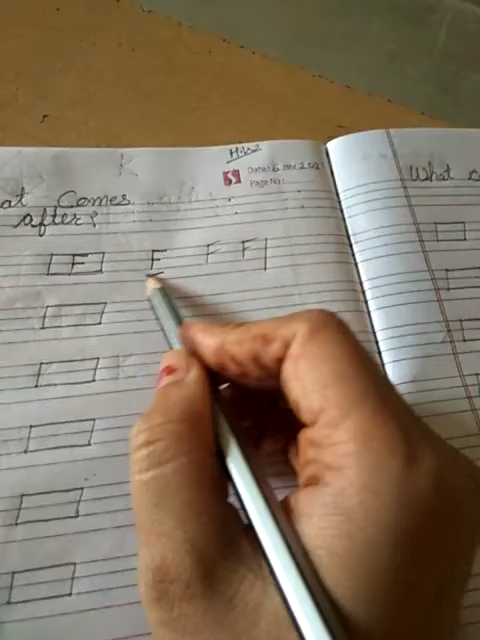 H.W
Date:
Page No:
at Comes What c
after?
F E F F